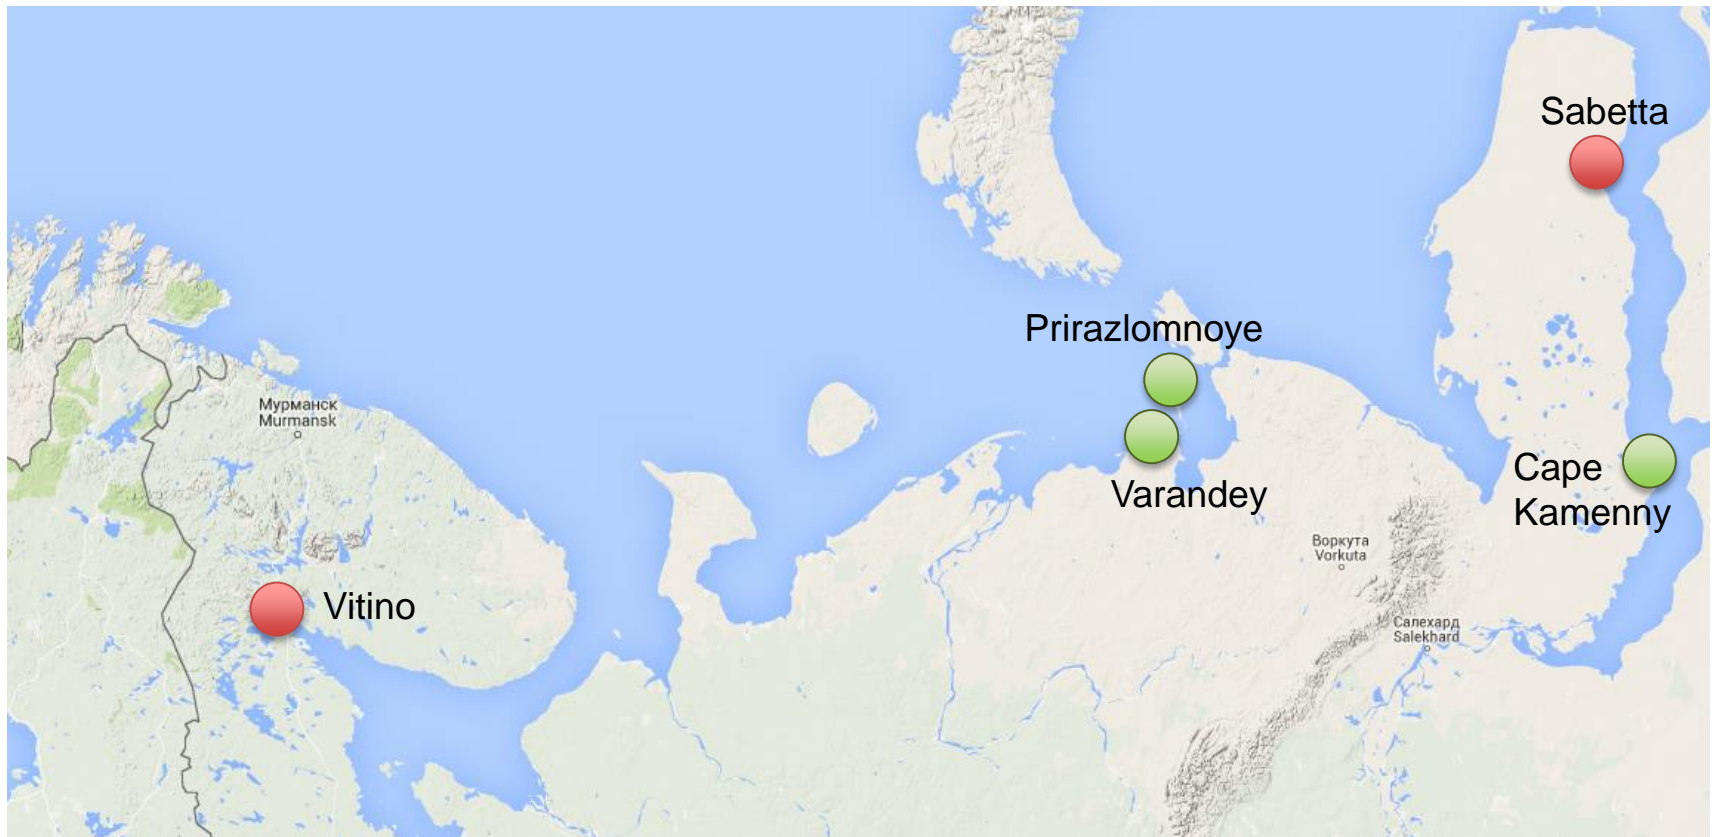 Sabetta
Prirazlomnoye
Мурманск
Murmansk
Cape
Kamenny
Varandey
Воркута
Vorkuta
Vitino
Салехард
Salekhard